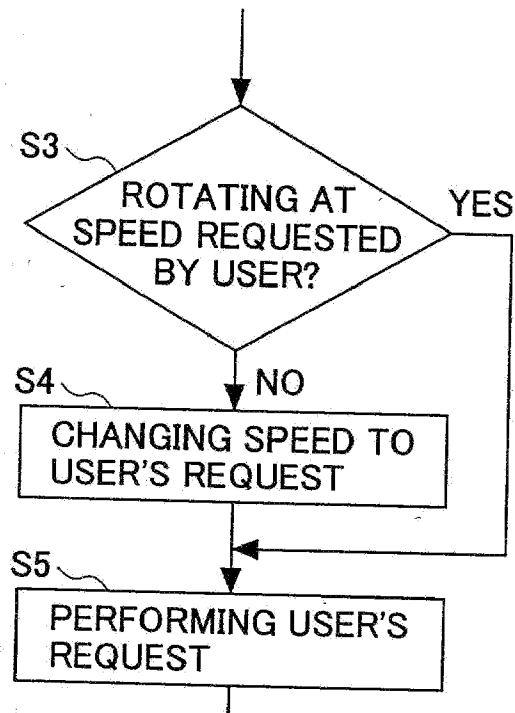 S3
ROTATING AT
SPEED REQUESTED
BY USER?
YES
NO
S4
CHANGING SPEED TO
USER'S REQUEST
S5
PERFORMING USER'S
REQUEST